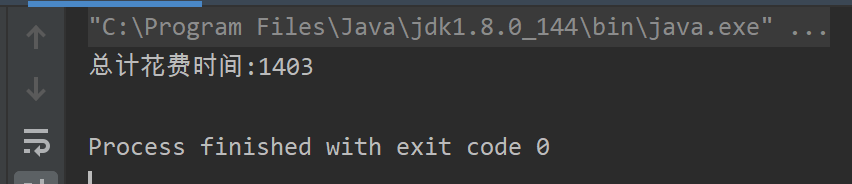 "C:\Program Files\Java\jdk1.8.0_144\bin\java.exe" ...
总计花费时间:1403
Process finished with exit code 0